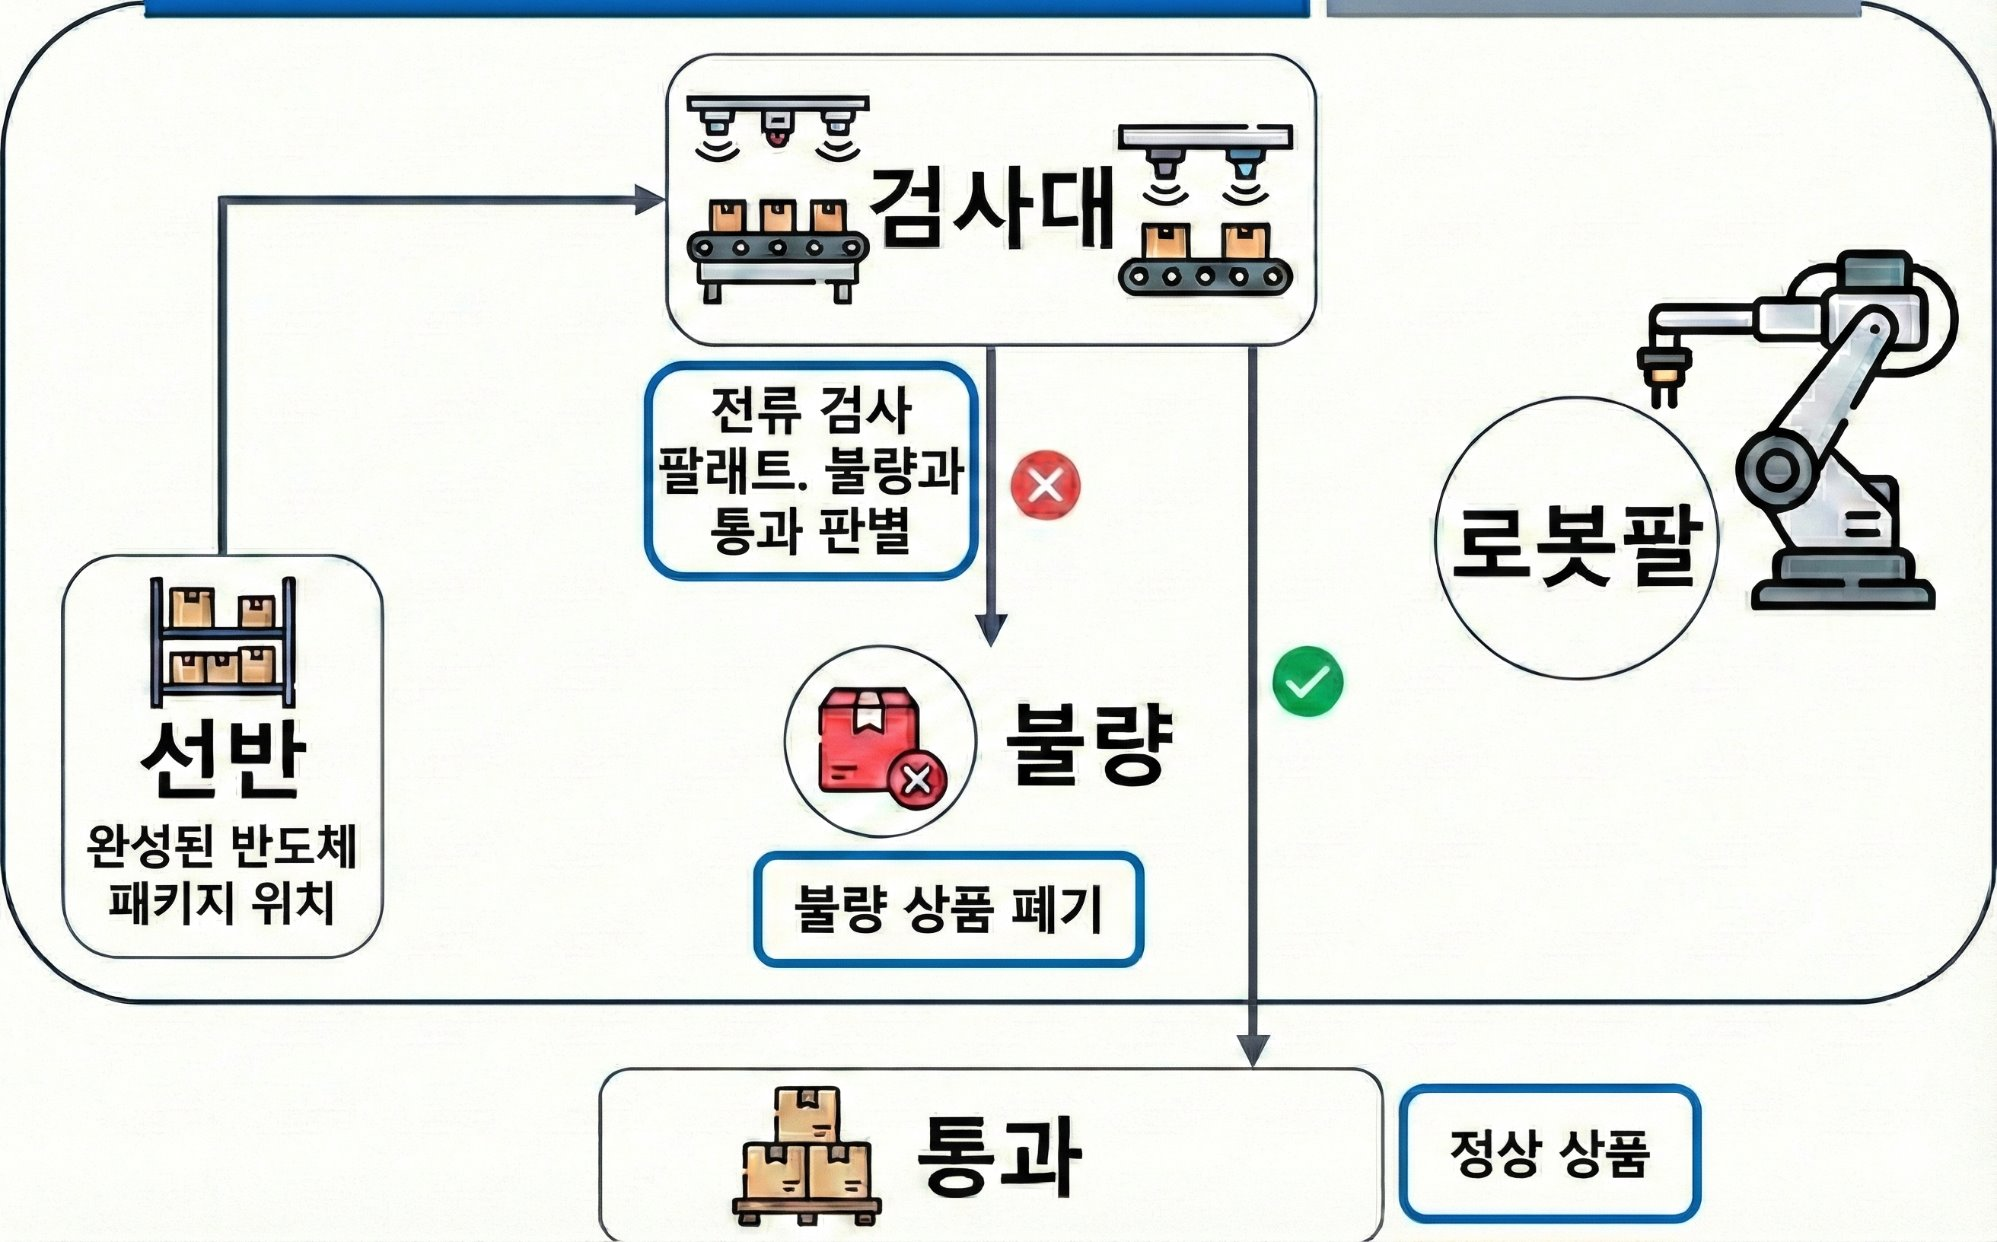 검사대
전류 검사
팔래트. 불량과
통과 판별
로봇팔
선반
완성된 반도체
패키지 위치
불량
불량 상품 폐기
통과
정상 상품